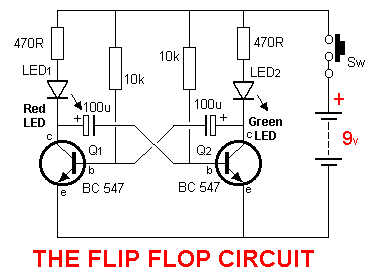 470R
10k
10k
470R
Sw
LED1
LED2
Red
LED
+
100u
100u
+
Green
LED
+
9v
c
Q1
Q2
c
b
b
BC 547
BC 547
e
e
THE FLIP FLOP CIRCUIT